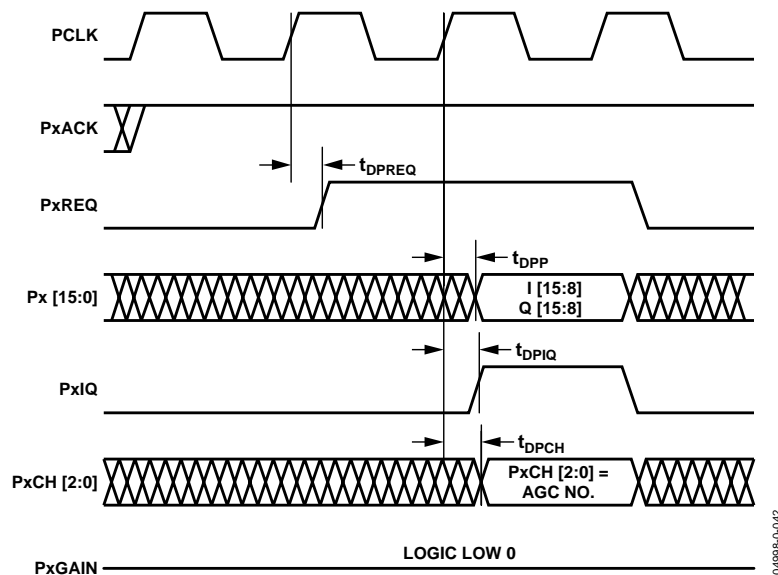 PCLK
PxACK
tDPREQ
PxREQ
tDPP
Px [15:0]
I [15:8]
Q [15:8]
tDPIQ
PxIQ
tDPCH
PxCH [2:0]
PxCH [2:0] =
AGC NO.
LOGIC LOW 0
PxGAIN
04998-0-042